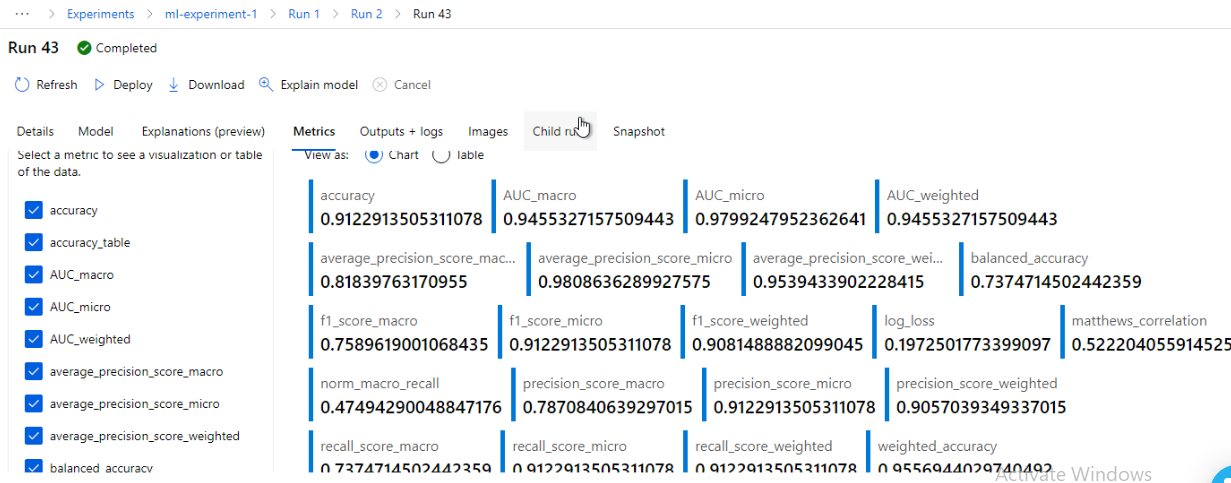 ··· > Experiments > ml-experiment-1 > Run 1 > Run 2 > Run 43
Run 43 Completed
Refresh Deploy Download Explain model Cancel
Details Model Explanations (preview) Metrics Outputs + logs Images Child ru Snapshot
Select a metric to see a visualization or table
of the data.
accuracy
accuracy_table
AUC_macro
AUC_micro
AUC_weighted
average_precision_score_macro
average_precision_score_micro
average_precision_score_weighted
balanced_accuracy
View as: Chart Table
accuracy AUC_macro AUC_micro AUC_weighted
0.9122913505311078 0.9455327157509443 0.9799247952362641 0.9455327157509443
average_precision_score_mac... average_precision_score_micro average_precision_score_wei... balanced_accuracy
0.81839763170955 0.9808636289927575 0.9539433902228415 0.7374714502442359
f1_score_macro f1_score_micro f1_score_weighted log_loss matthews_correlation
0.7589619001068435 0.9122913505311078 0.9081488882099045 0.1972501773399097 0.522204055914525
norm_macro_recall precision_score_macro precision_score_micro precision_score_weighted
0.47494290048847176 0.7870840639297015 0.9122913505311078 0.9057039349337015
recall_score_macro recall_score_micro recall_score_weighted weighted_accuracy
0.7374714502442359 0.9122913505311078 0.9122913505311078 0.9556944029740492
Activate Windows